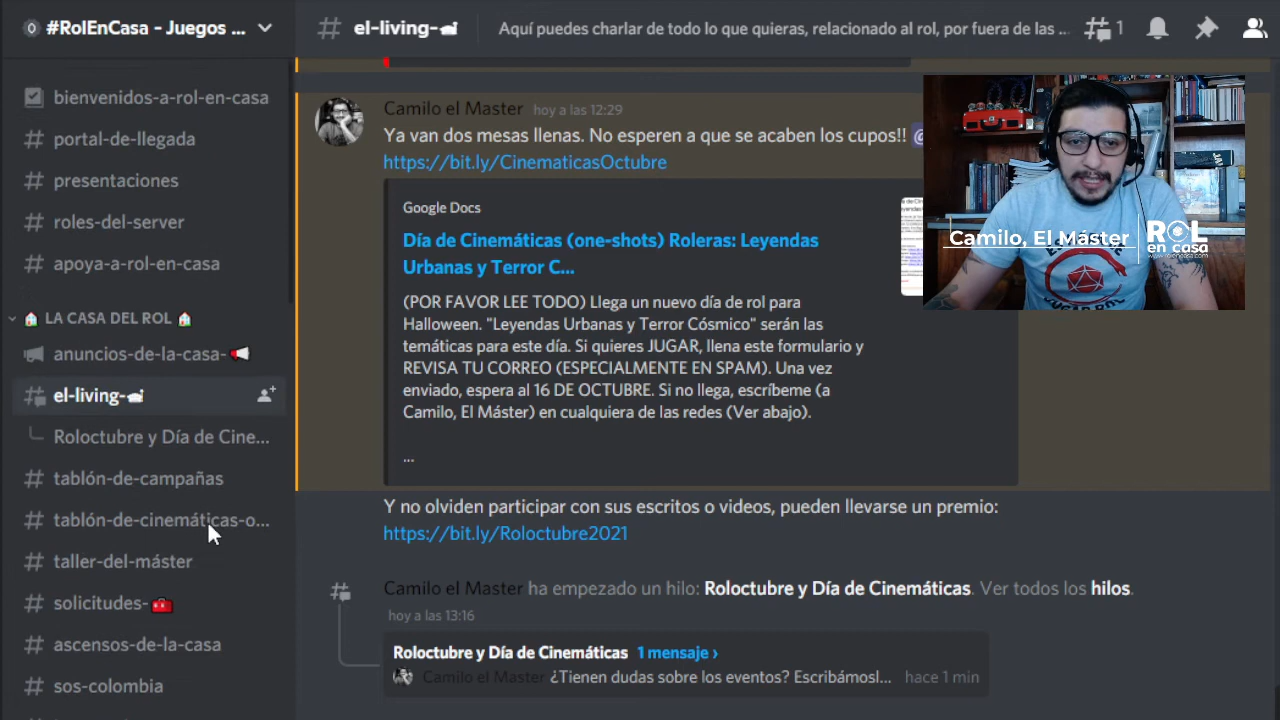 #RolEnCasa - Juegos ...
bienvenidos-a-rol-en-casa
# portal-de-llegada
# presentaciones
# roles-del-server
# apoya-a-rol-en-casa
LA CASA DEL ROL
anuncios-de-la-casa-
el-living-
Roloctubre y Día de Cine...
# tablón-de-campañas
# tablón-de-cinemáticas-o...
# taller-del-máster
# solicitudes-
# ascensos-de-la-casa
# sos-colombia
# el-living-
Aquí puedes charlar de todo lo que quieras, relacionado al rol, por fuera de las ...
1
Camilo el Master hoy a las 12:29
Ya van dos mesas llenas. No esperen a que se acaben los cupos!! @
https://bit.ly/CinematicasOctubre
Google Docs
Día de Cinemáticas (one-shots) Roleras: Leyendas
Urbanas y Terror C...
(POR FAVOR LEE TODO) Llega un nuevo día de rol para
Halloween. "Leyendas Urbanas y Terror Cósmico" serán las
temáticas para este día. Si quieres JUGAR, llena este formulario y
REVISA TU CORREO (ESPECIALMENTE EN SPAM). Una vez
enviado, espera al 16 DE OCTUBRE. Si no llega, escríbeme (a
Camilo, El Máster) en cualquiera de las redes (Ver abajo).
...
Y no olviden participar con sus escritos o videos, pueden llevarse un premio:
https://bit.ly/Roloctubre2021
Camilo el Master ha empezado un hilo: Roloctubre y Día de Cinemáticas. Ver todos los hilos.
hoy a las 13:16
Roloctubre y Día de Cinemáticas 1 mensaje ›
Camilo el Master ¿Tienen dudas sobre los eventos? Escribámosl... hace 1 min
Camilo, El Máster
ROL
en casa
www.rolencasa.com
JUGAR ROL